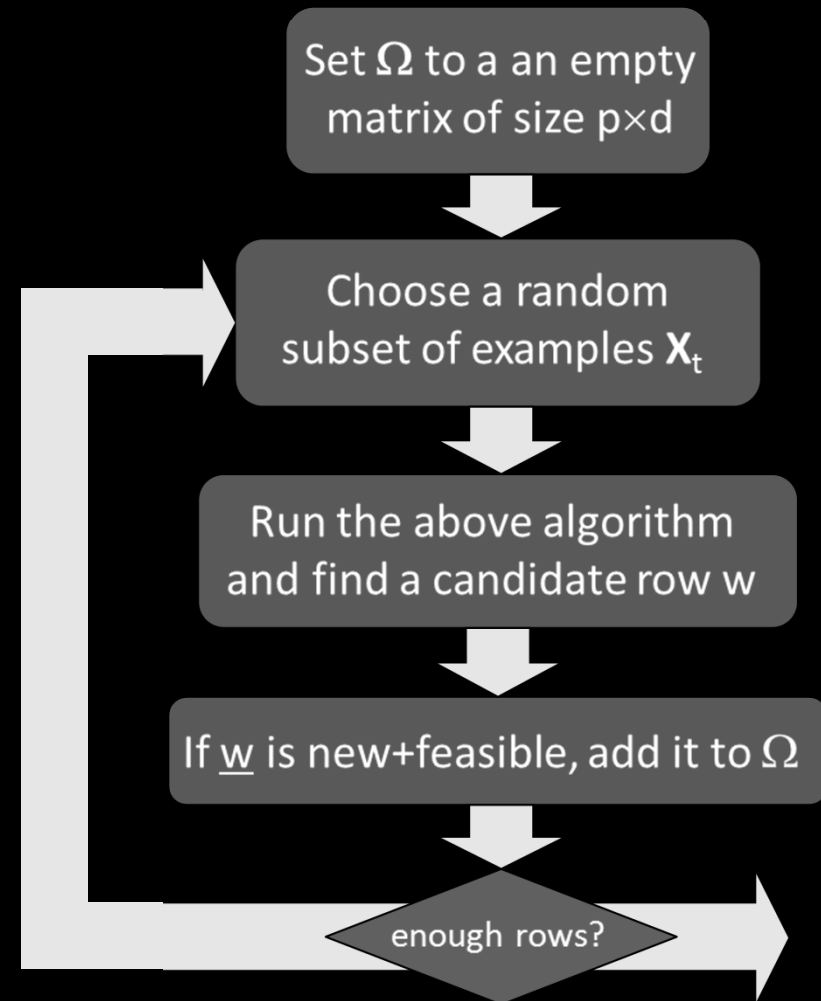 Set Ω to a an empty
matrix of size p×d
Choose a random
subset of examples Xt
Run the above algorithm
and find a candidate row w
If w is new+feasible, add it to Ω
enough rows?